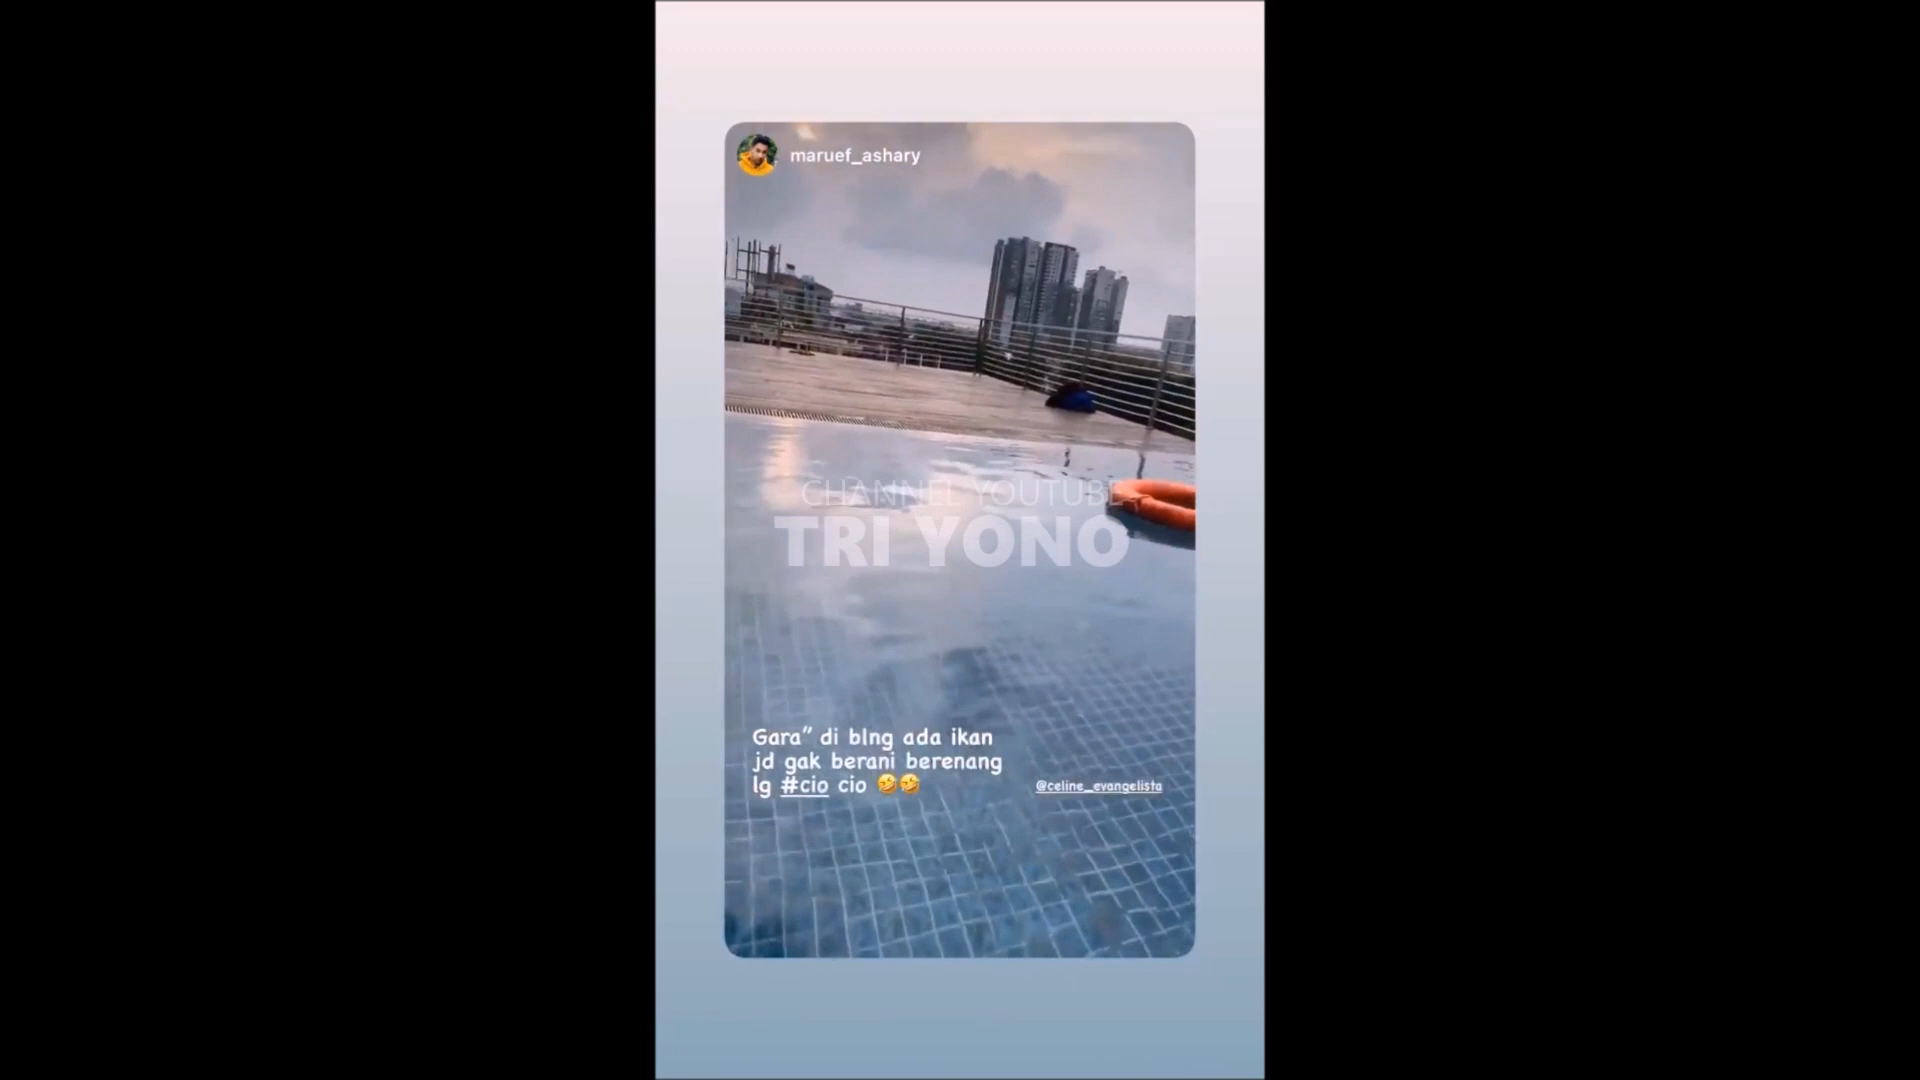 maruef_ashary
CHANNEL YOUTUBE
TRI YONO
Gara" di blng ada ikan
jd gak berani berenang
lg #cio cio 🤣🤣
@celine_evangelista